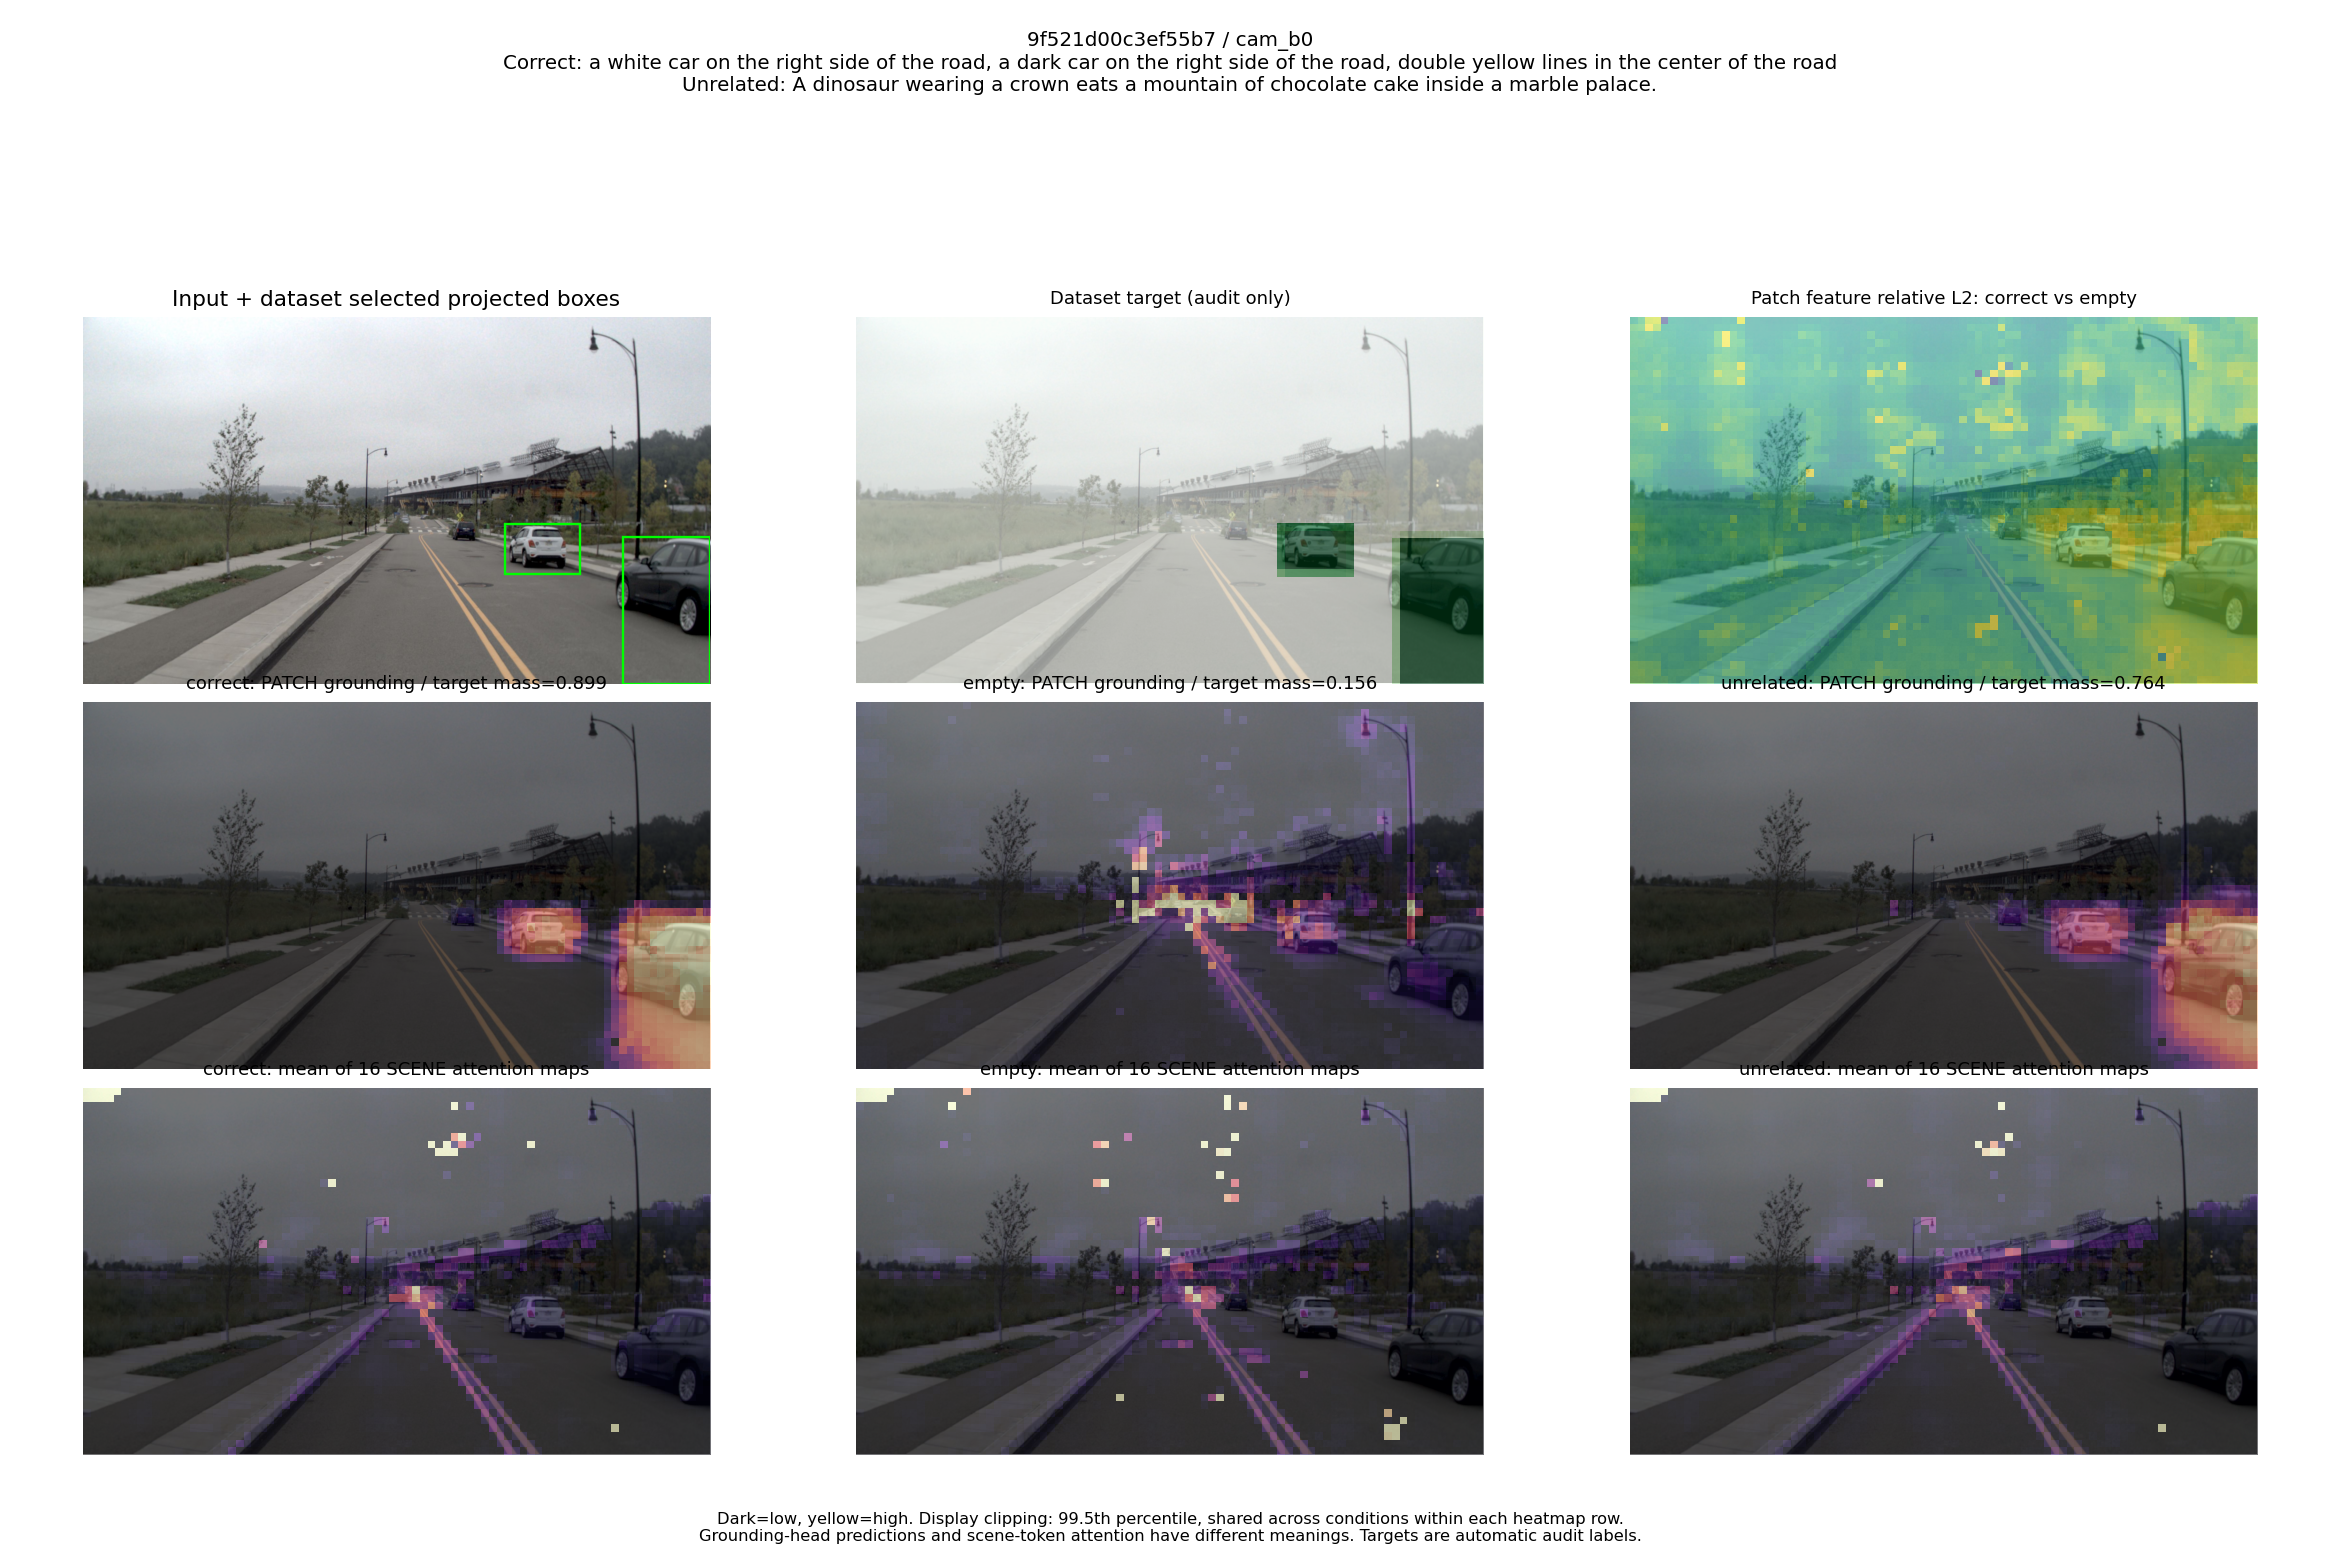 9f521d00c3ef55b7 / cam_b0
Correct: a white car on the right side of the road, a dark car on the right side of the road, double yellow lines in the center of the road
Unrelated: A dinosaur wearing a crown eats a mountain of chocolate cake inside a marble palace.
Input + dataset selected projected boxes
Dataset target (audit only)
Patch feature relative L2: correct vs empty
correct: PATCH grounding / target mass=0.899
empty: PATCH grounding / target mass=0.156
unrelated: PATCH grounding / target mass=0.764
correct: mean of 16 SCENE attention maps
empty: mean of 16 SCENE attention maps
unrelated: mean of 16 SCENE attention maps
Dark=low, yellow=high. Display clipping: 99.5th percentile, shared across conditions within each heatmap row.
Grounding-head predictions and scene-token attention have different meanings. Targets are automatic audit labels.